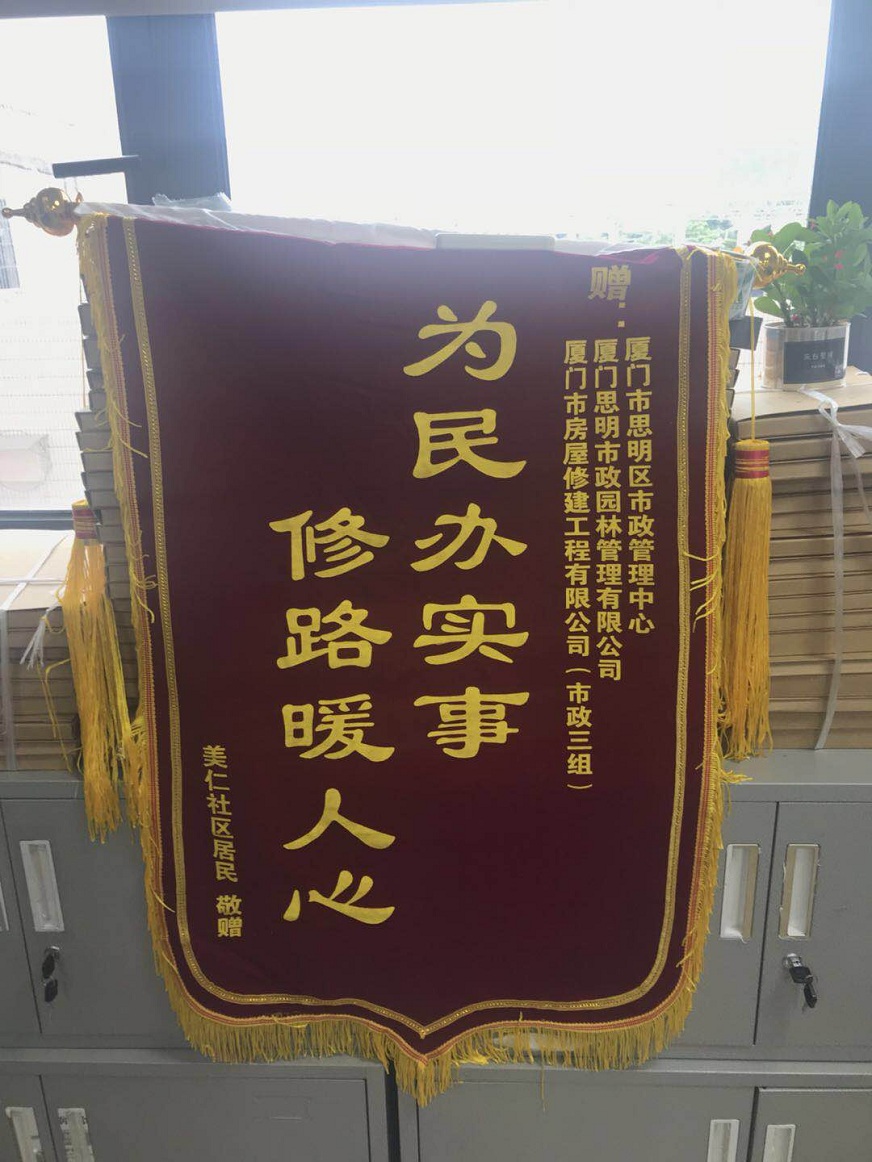 赠：
厦门市思明区市政管理中心
厦门思明市政园林管理有限公司
厦门市房屋修建工程有限公司（市政三组）
为民办实事
修路暖人心
美仁社区居民 敬赠